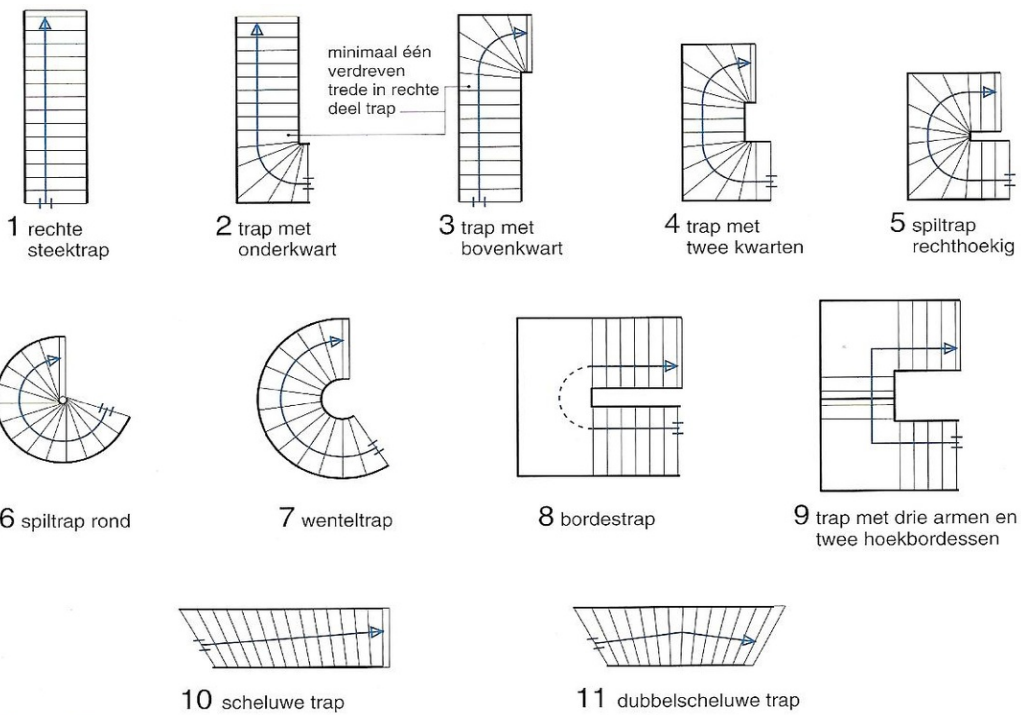 minimaal één
verdreven
trede in rechte
deel trap
1 rechte
steektrap
2 trap met
onderkwart
3 trap met
bovenkwart
4 trap met
twee kwarten
5 spiltrap
rechthoekig
6 spiltrap rond
7 wenteltrap
8 bordestrap
9 trap met drie armen en
twee hoekbordessen
10 scheluwe trap
11 dubbelscheluwe trap